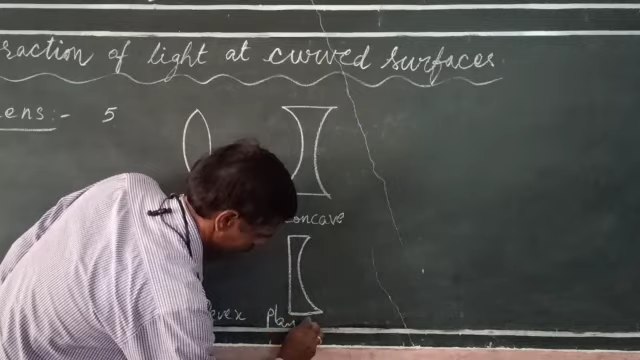 raction of light at curved surfaces.
ens:- 5
concave
vex plan